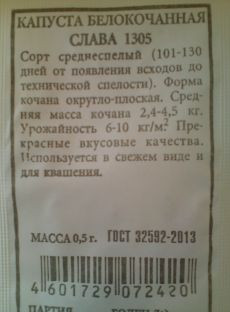 КАПУСТА БЕЛОКОЧАННАЯ
СЛАВА 1305
Сорт среднеспелый (101-130
дней от появления всходов до
технической спелости). Форма
кочана округло-плоская. Сред-
няя масса кочана 2,4-4,5 кг.
Урожайность 6-10 кг/м². Пре-
красные вкусовые качества.
Используется в свежем виде и
для квашения.
МАССА 0,5 г. ГОСТ 32592-2013
4 601729 072420
ПАРТИЯ